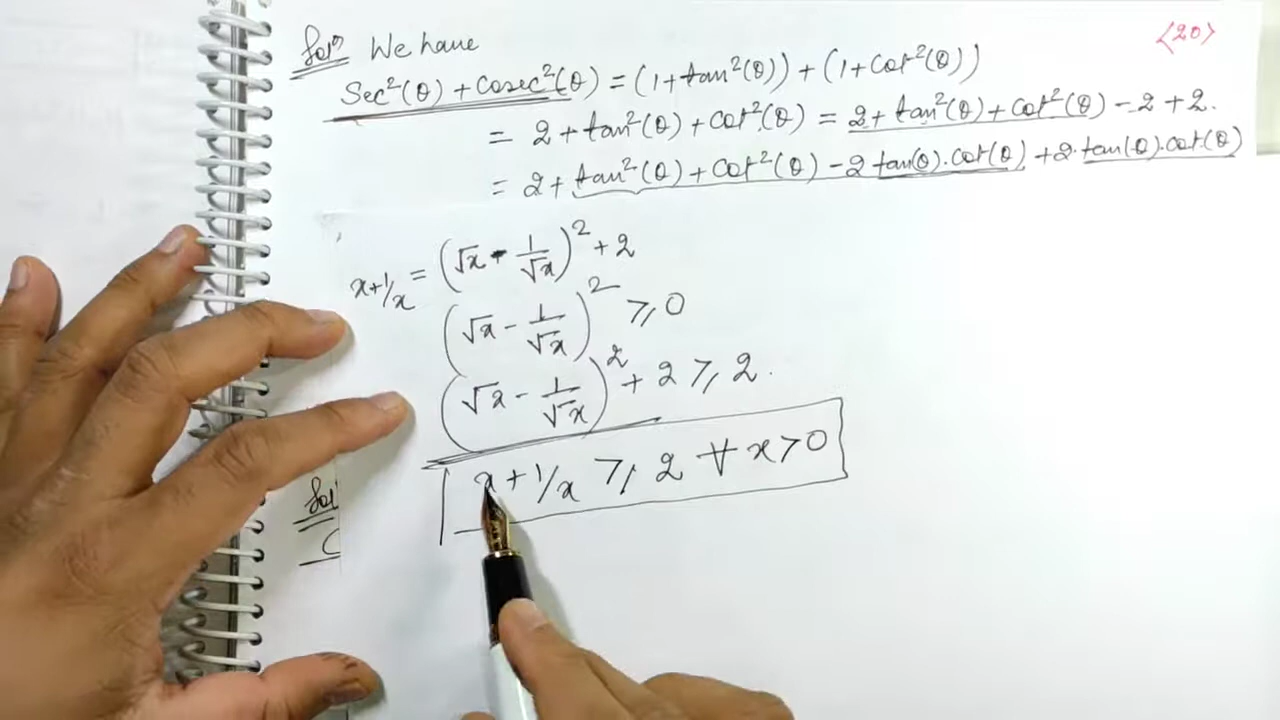 <20>
Solⁿ We have
Sec²(θ) + Cosec²(θ) = (1+tan²(θ)) + (1+Cot²(θ))
= 2 + tan²(θ) + Cot²(θ) = 2 + tan²(θ) + Cot²(θ) - 2 + 2.
= 2 + tan²(θ) + Cot²(θ) - 2 tan(θ).Cot(θ) + 2.tan(θ).Cot(θ)
x+1/x = (√x - 1/√x)² + 2
(√x - 1/√x)² ≥ 0
(√x - 1/√x)² + 2 ≥ 2.
x + 1/x ≥ 2 ∀ x > 0
Sol